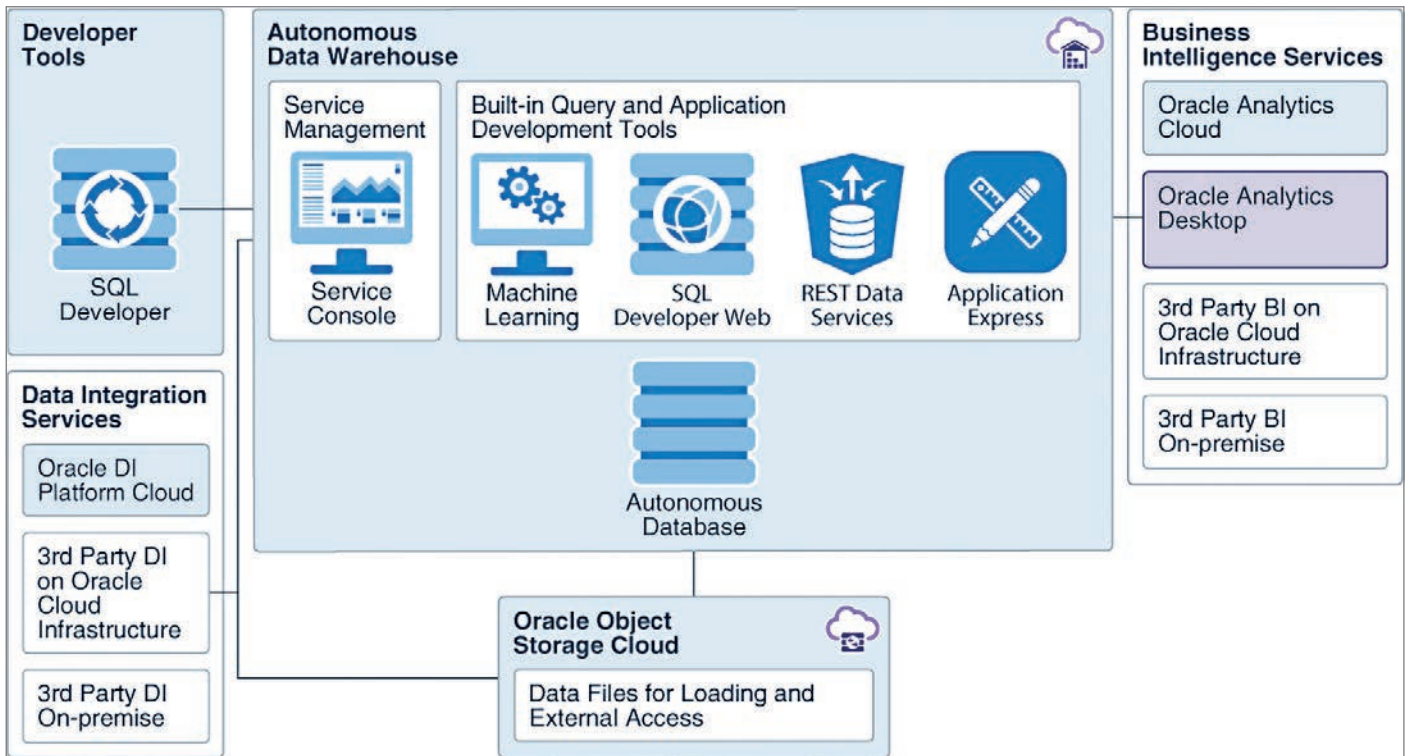 Developer
Tools
SQL
Developer
Data Integration
Services
Oracle DI
Platform Cloud
3rd Party DI
on Oracle
Cloud
Infrastructure
3rd Party DI
On-premise
Autonomous
Data Warehouse
Service
Management
Service
Console
Built-in Query and Application
Development Tools
Machine
Learning
SQL
Developer Web
REST Data
Services
Application
Express
Autonomous
Database
Oracle Object
Storage Cloud
Data Files for Loading and
External Access
Business
Intelligence Services
Oracle Analytics
Cloud
Oracle Analytics
Desktop
3rd Party BI on
Oracle Cloud
Infrastructure
3rd Party BI
On-premise